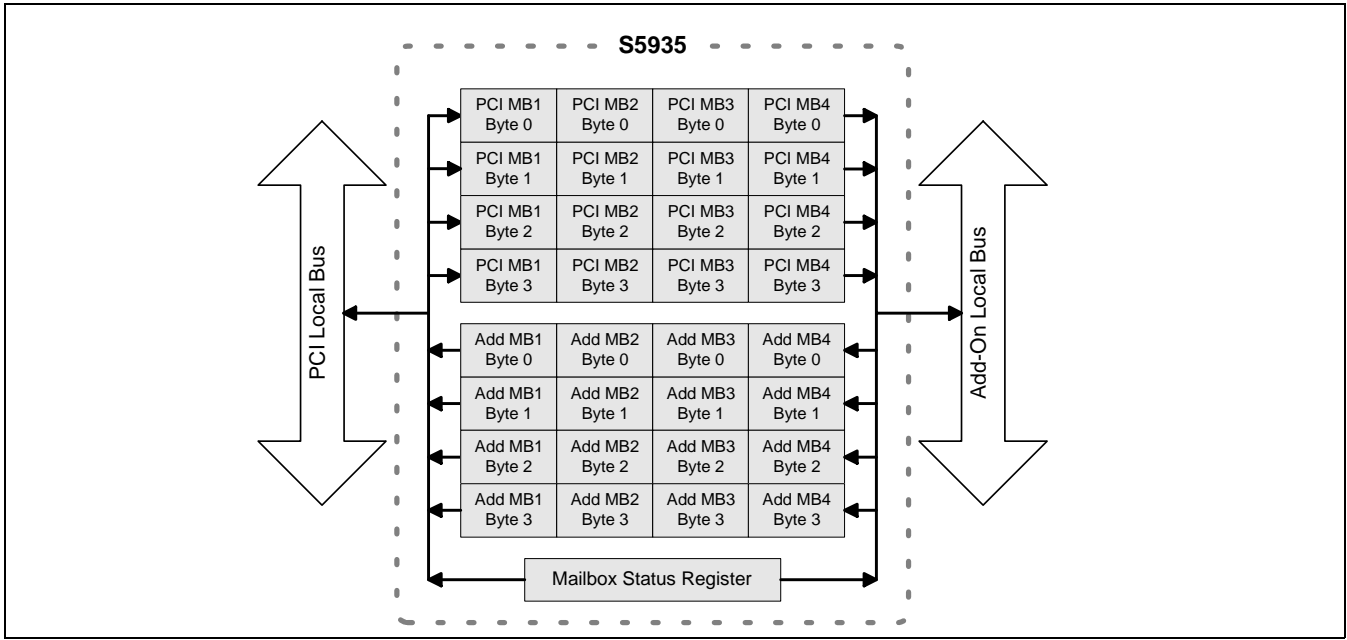 S5935
PCI MB1 PCI MB2 PCI MB3 PCI MB4
Byte 0 Byte 0 Byte 0 Byte 0
PCI MB1 PCI MB2 PCI MB3 PCI MB4
Byte 1 Byte 1 Byte 1 Byte 1
PCI MB1 PCI MB2 PCI MB3 PCI MB4
Byte 2 Byte 2 Byte 2 Byte 2
PCI MB1 PCI MB2 PCI MB3 PCI MB4
Byte 3 Byte 3 Byte 3 Byte 3
PCI Local Bus
Add-On Local Bus
Add MB1 Add MB2 Add MB3 Add MB4
Byte 0 Byte 0 Byte 0 Byte 0
Add MB1 Add MB2 Add MB3 Add MB4
Byte 1 Byte 1 Byte 1 Byte 1
Add MB1 Add MB2 Add MB3 Add MB4
Byte 2 Byte 2 Byte 2 Byte 2
Add MB1 Add MB2 Add MB3 Add MB4
Byte 3 Byte 3 Byte 3 Byte 3
Mailbox Status Register